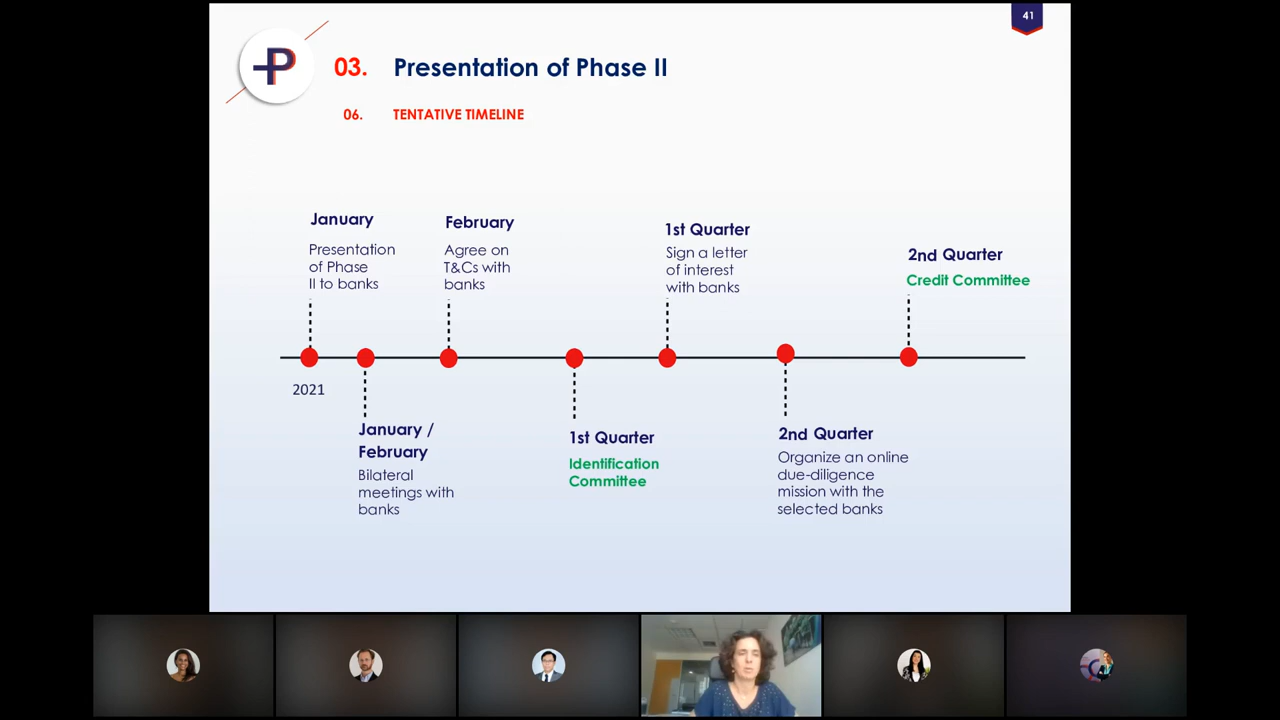 41
P
03. Presentation of Phase II
06. TENTATIVE TIMELINE
January
Presentation
of Phase
II to banks
February
Agree on
T&Cs with
banks
1st Quarter
Sign a letter
of interest
with banks
2nd Quarter
Credit Committee
2021
January /
February
Bilateral
meetings with
banks
1st Quarter
Identification
Committee
2nd Quarter
Organize an online
due-diligence
mission with the
selected banks